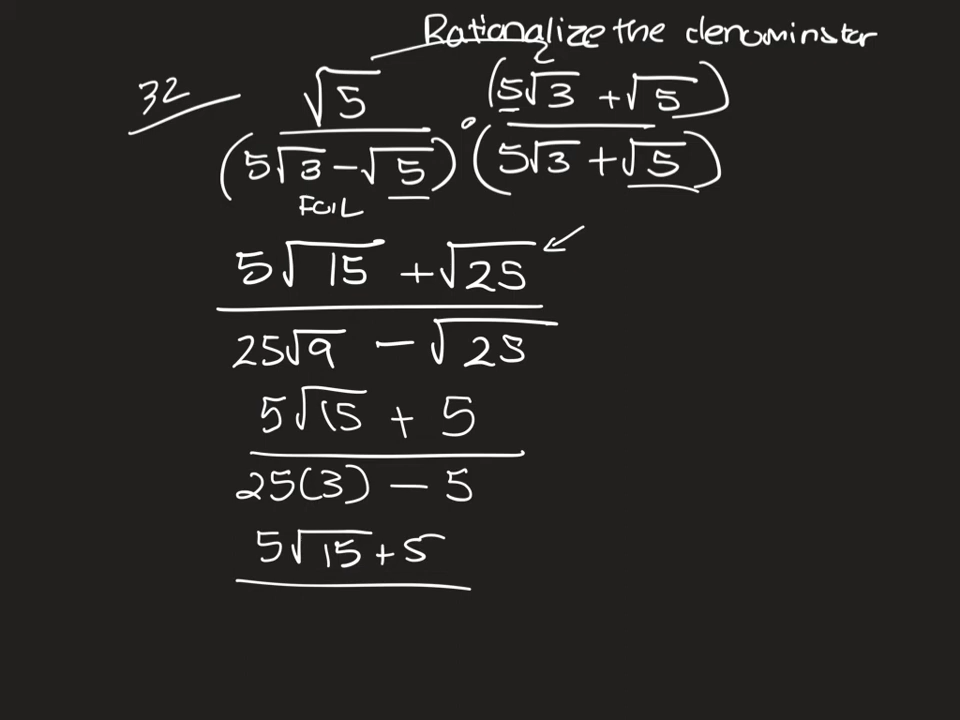 Rationalize the denominator
32
√5 · (5√3 + √5)
(5√3 - √5) (5√3 + √5)
FOIL
5√15 + √25
25√9 - √25
5√15 + 5
25(3) - 5
5√15 + 5